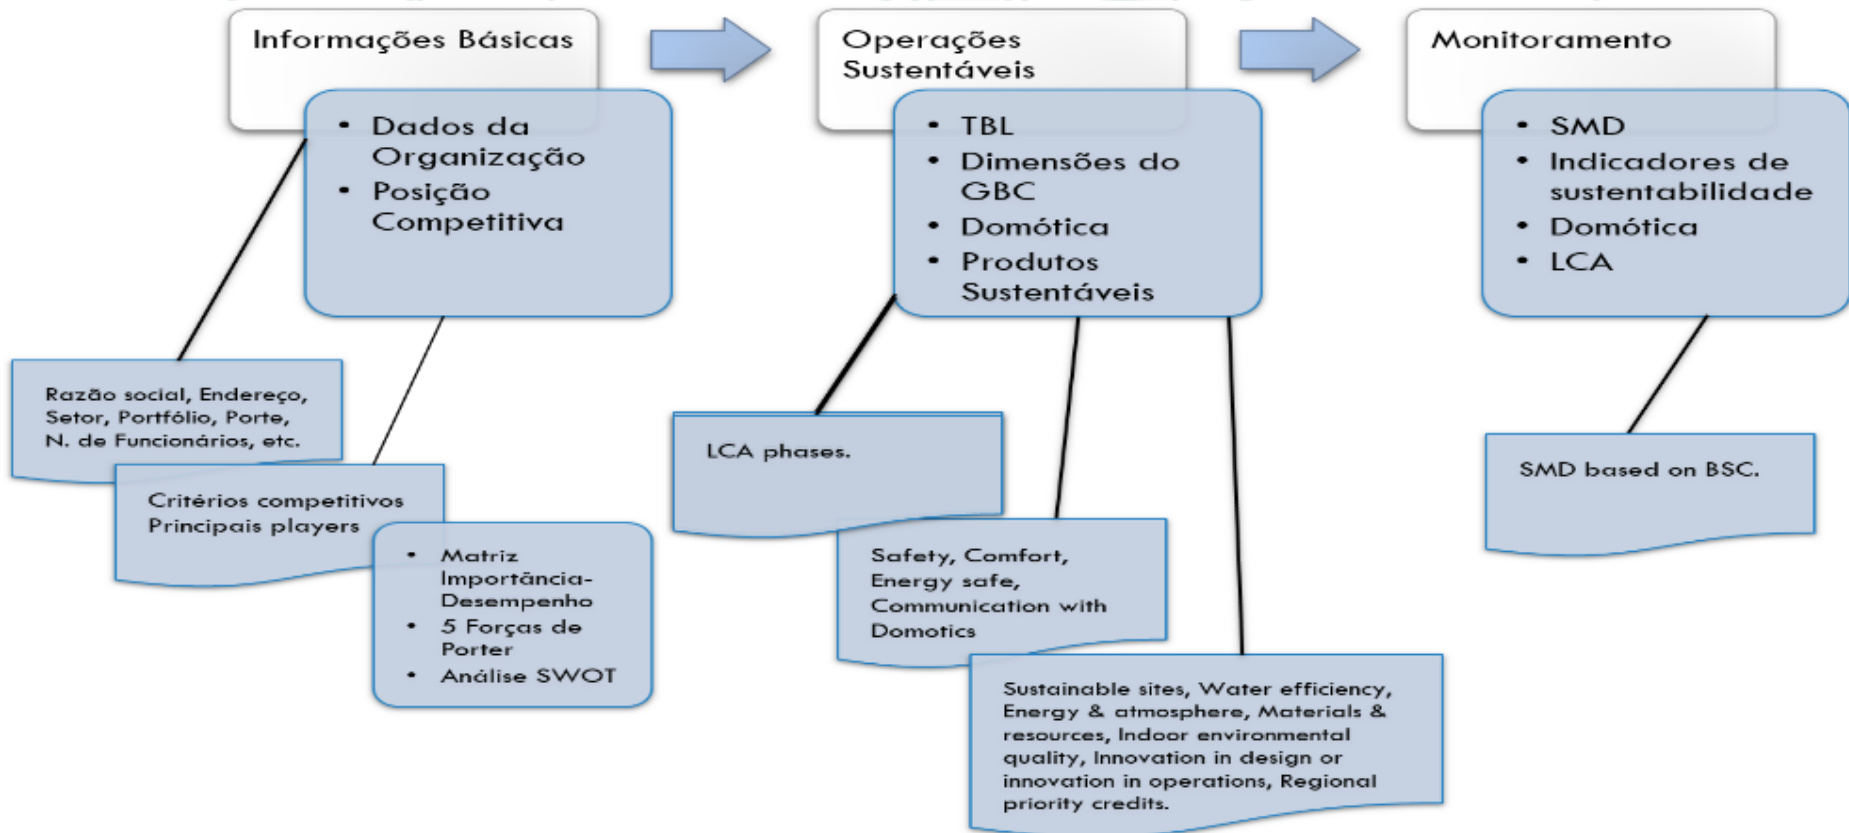 Informações Básicas
• Dados da
Organização
• Posição
Competitiva
Razão social, Endereço,
Setor, Portfólio, Porte,
N. de Funcionários, etc.
Critérios competitivos
Principais players
• Matriz
Importância-
Desempenho
• 5 Forças de
Porter
• Análise SWOT
Operações
Sustentáveis
• TBL
• Dimensões do
GBC
• Domótica
• Produtos
Sustentáveis
LCA phases.
Safety, Comfort,
Energy safe,
Communication with
Domotics
Sustainable sites, Water efficiency,
Energy & atmosphere, Materials &
resources, Indoor environmental
quality, Innovation in design or
innovation in operations, Regional
priority credits.
Monitoramento
• SMD
• Indicadores de
sustentabilidade
• Domótica
• LCA
SMD based on BSC.